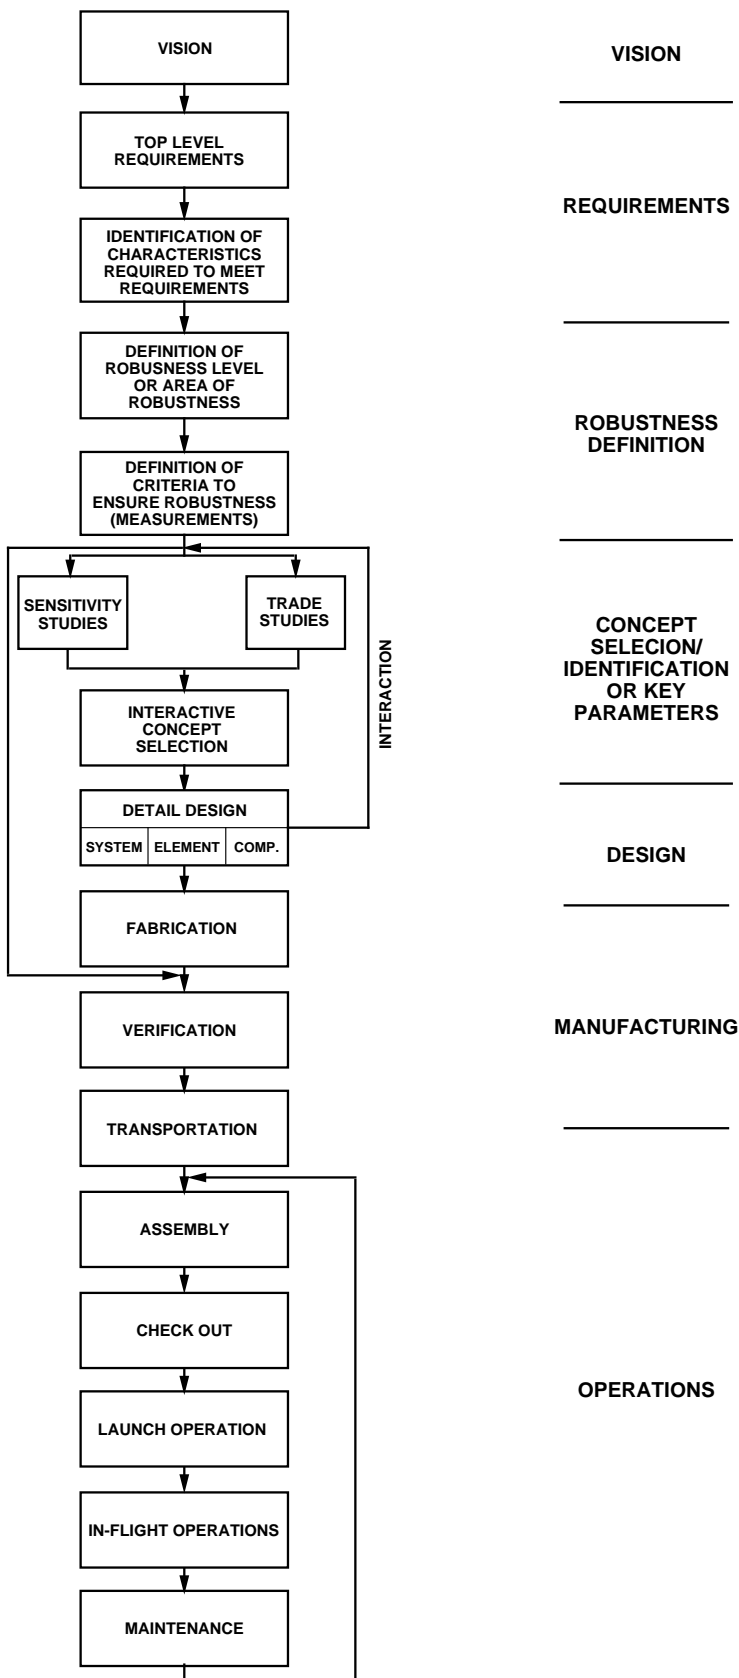 VISION
VISION
TOP LEVEL
REQUIREMENTS
REQUIREMENTS
IDENTIFICATION OF
CHARACTERISTICS
REQUIRED TO MEET
REQUIREMENTS
DEFINITION OF
ROBUSNESS LEVEL
OR AREA OF
ROBUSTNESS
ROBUSTNESS
DEFINITION
DEFINITION OF
CRITERIA TO
ENSURE ROBUSTNESS
(MEASUREMENTS)
SENSITIVITY
STUDIES
TRADE
STUDIES
INTERACTION
CONCEPT
SELECION/
IDENTIFICATION
OR KEY
PARAMETERS
INTERACTIVE
CONCEPT
SELECTION
DETAIL DESIGN
SYSTEM ELEMENT COMP.
DESIGN
FABRICATION
VERIFICATION
MANUFACTURING
TRANSPORTATION
ASSEMBLY
CHECK OUT
OPERATIONS
LAUNCH OPERATION
IN-FLIGHT OPERATIONS
MAINTENANCE